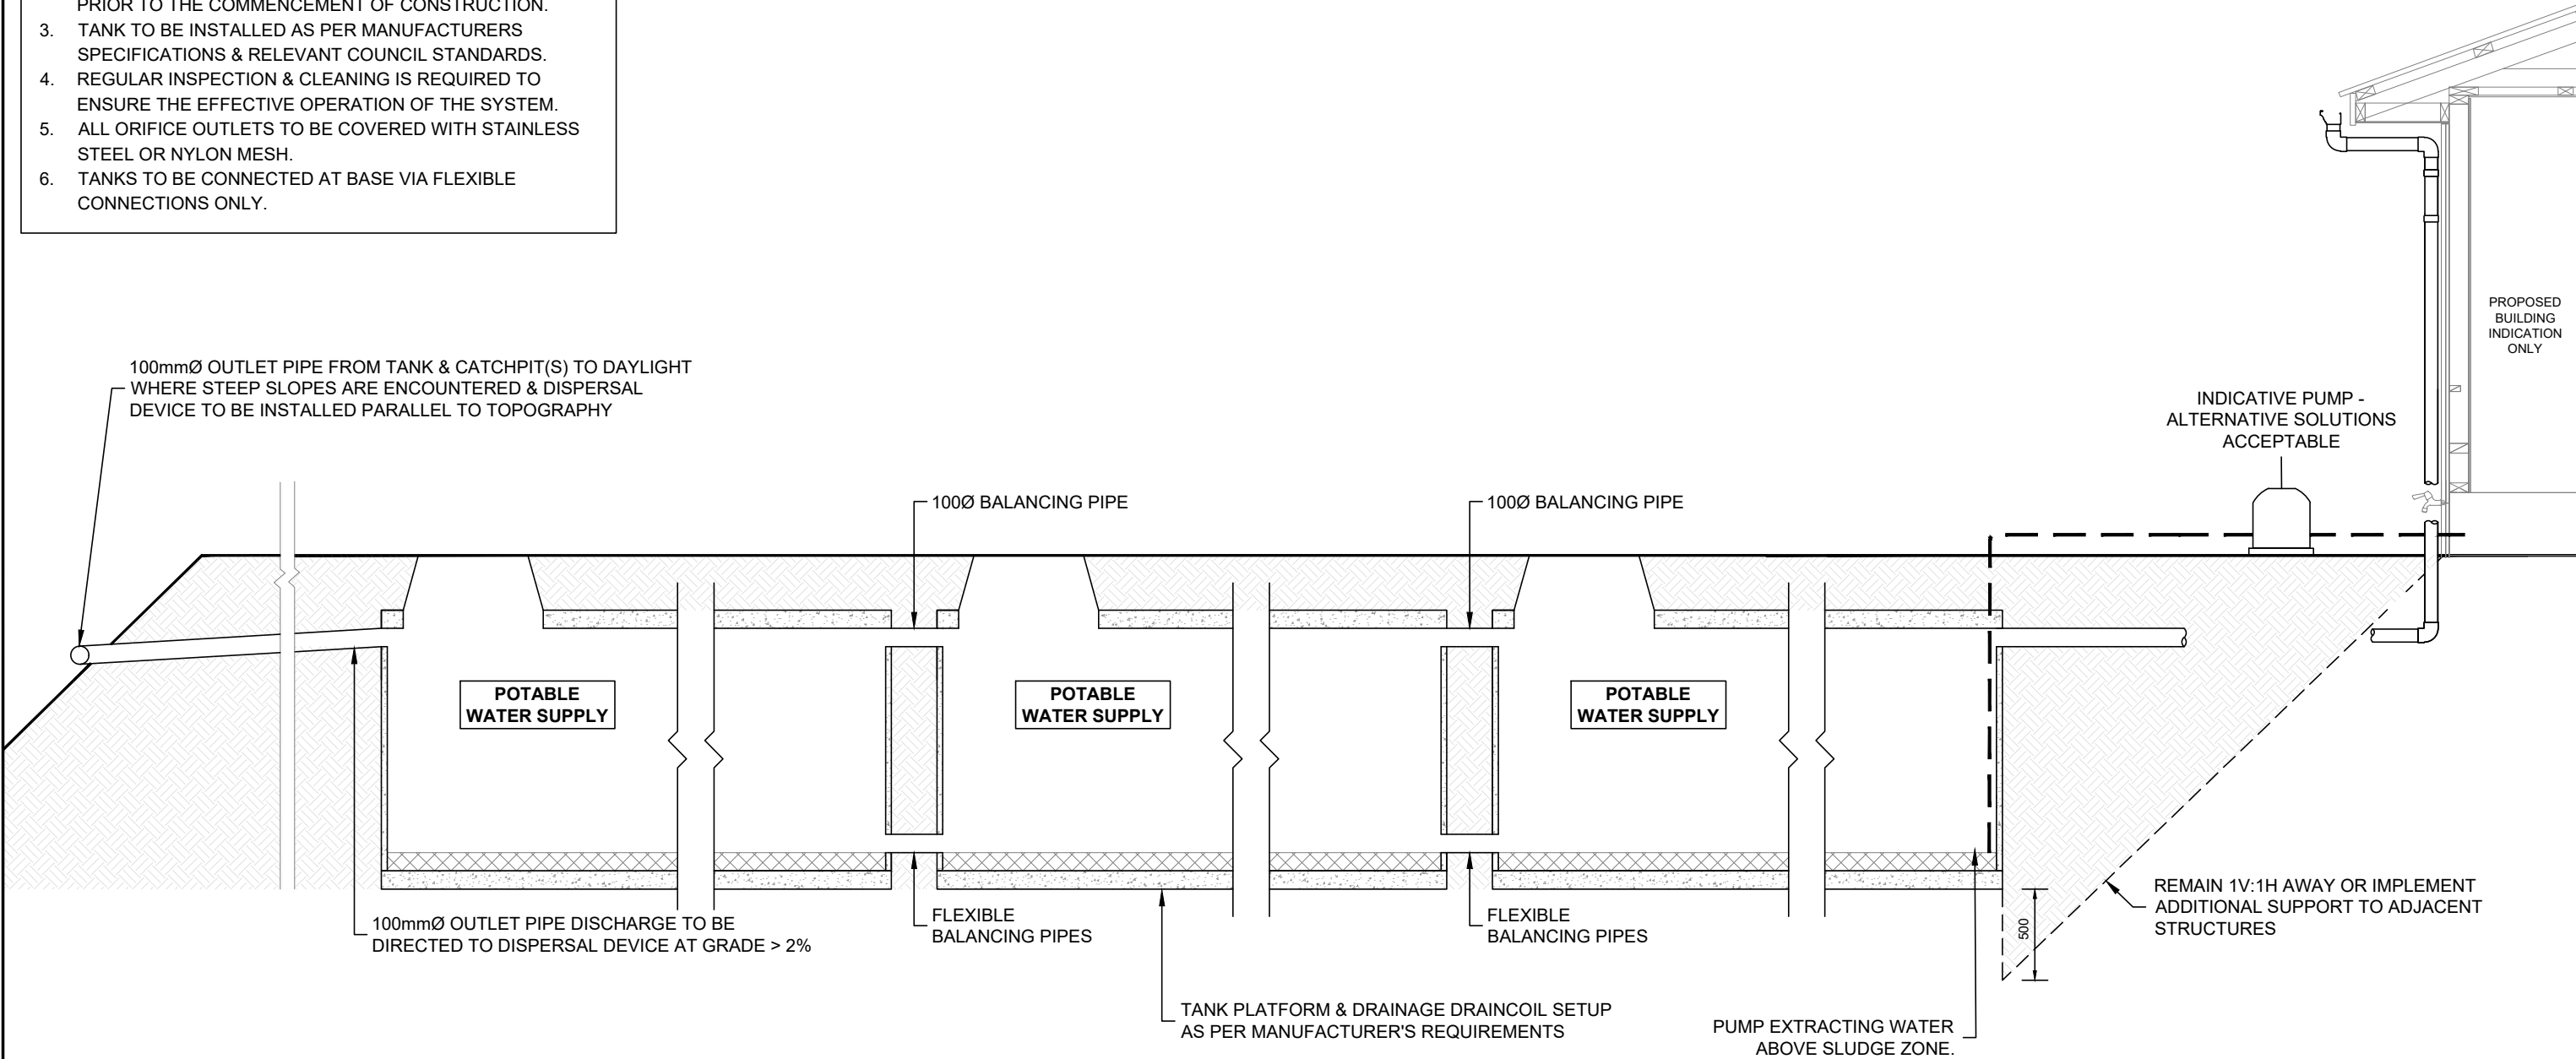 PRIOR TO THE COMMENCEMENT OF CONSTRUCTION.
3. TANK TO BE INSTALLED AS PER MANUFACTURERS
SPECIFICATIONS & RELEVANT COUNCIL STANDARDS.
4. REGULAR INSPECTION & CLEANING IS REQUIRED TO
ENSURE THE EFFECTIVE OPERATION OF THE SYSTEM.
5. ALL ORIFICE OUTLETS TO BE COVERED WITH STAINLESS
STEEL OR NYLON MESH.
6. TANKS TO BE CONNECTED AT BASE VIA FLEXIBLE
CONNECTIONS ONLY.
PROPOSED
BUILDING
INDICATION
ONLY
100mmØ OUTLET PIPE FROM TANK & CATCHPIT(S) TO DAYLIGHT
WHERE STEEP SLOPES ARE ENCOUNTERED & DISPERSAL
DEVICE TO BE INSTALLED PARALLEL TO TOPOGRAPHY
INDICATIVE PUMP -
ALTERNATIVE SOLUTIONS
ACCEPTABLE
100Ø BALANCING PIPE
100Ø BALANCING PIPE
POTABLE
WATER SUPPLY
POTABLE
WATER SUPPLY
POTABLE
WATER SUPPLY
100mmØ OUTLET PIPE DISCHARGE TO BE
DIRECTED TO DISPERSAL DEVICE AT GRADE > 2%
FLEXIBLE
BALANCING PIPES
FLEXIBLE
BALANCING PIPES
500
REMAIN 1V:1H AWAY OR IMPLEMENT
ADDITIONAL SUPPORT TO ADJACENT
STRUCTURES
TANK PLATFORM & DRAINAGE DRAINCOIL SETUP
AS PER MANUFACTURER'S REQUIREMENTS
PUMP EXTRACTING WATER
ABOVE SLUDGE ZONE.